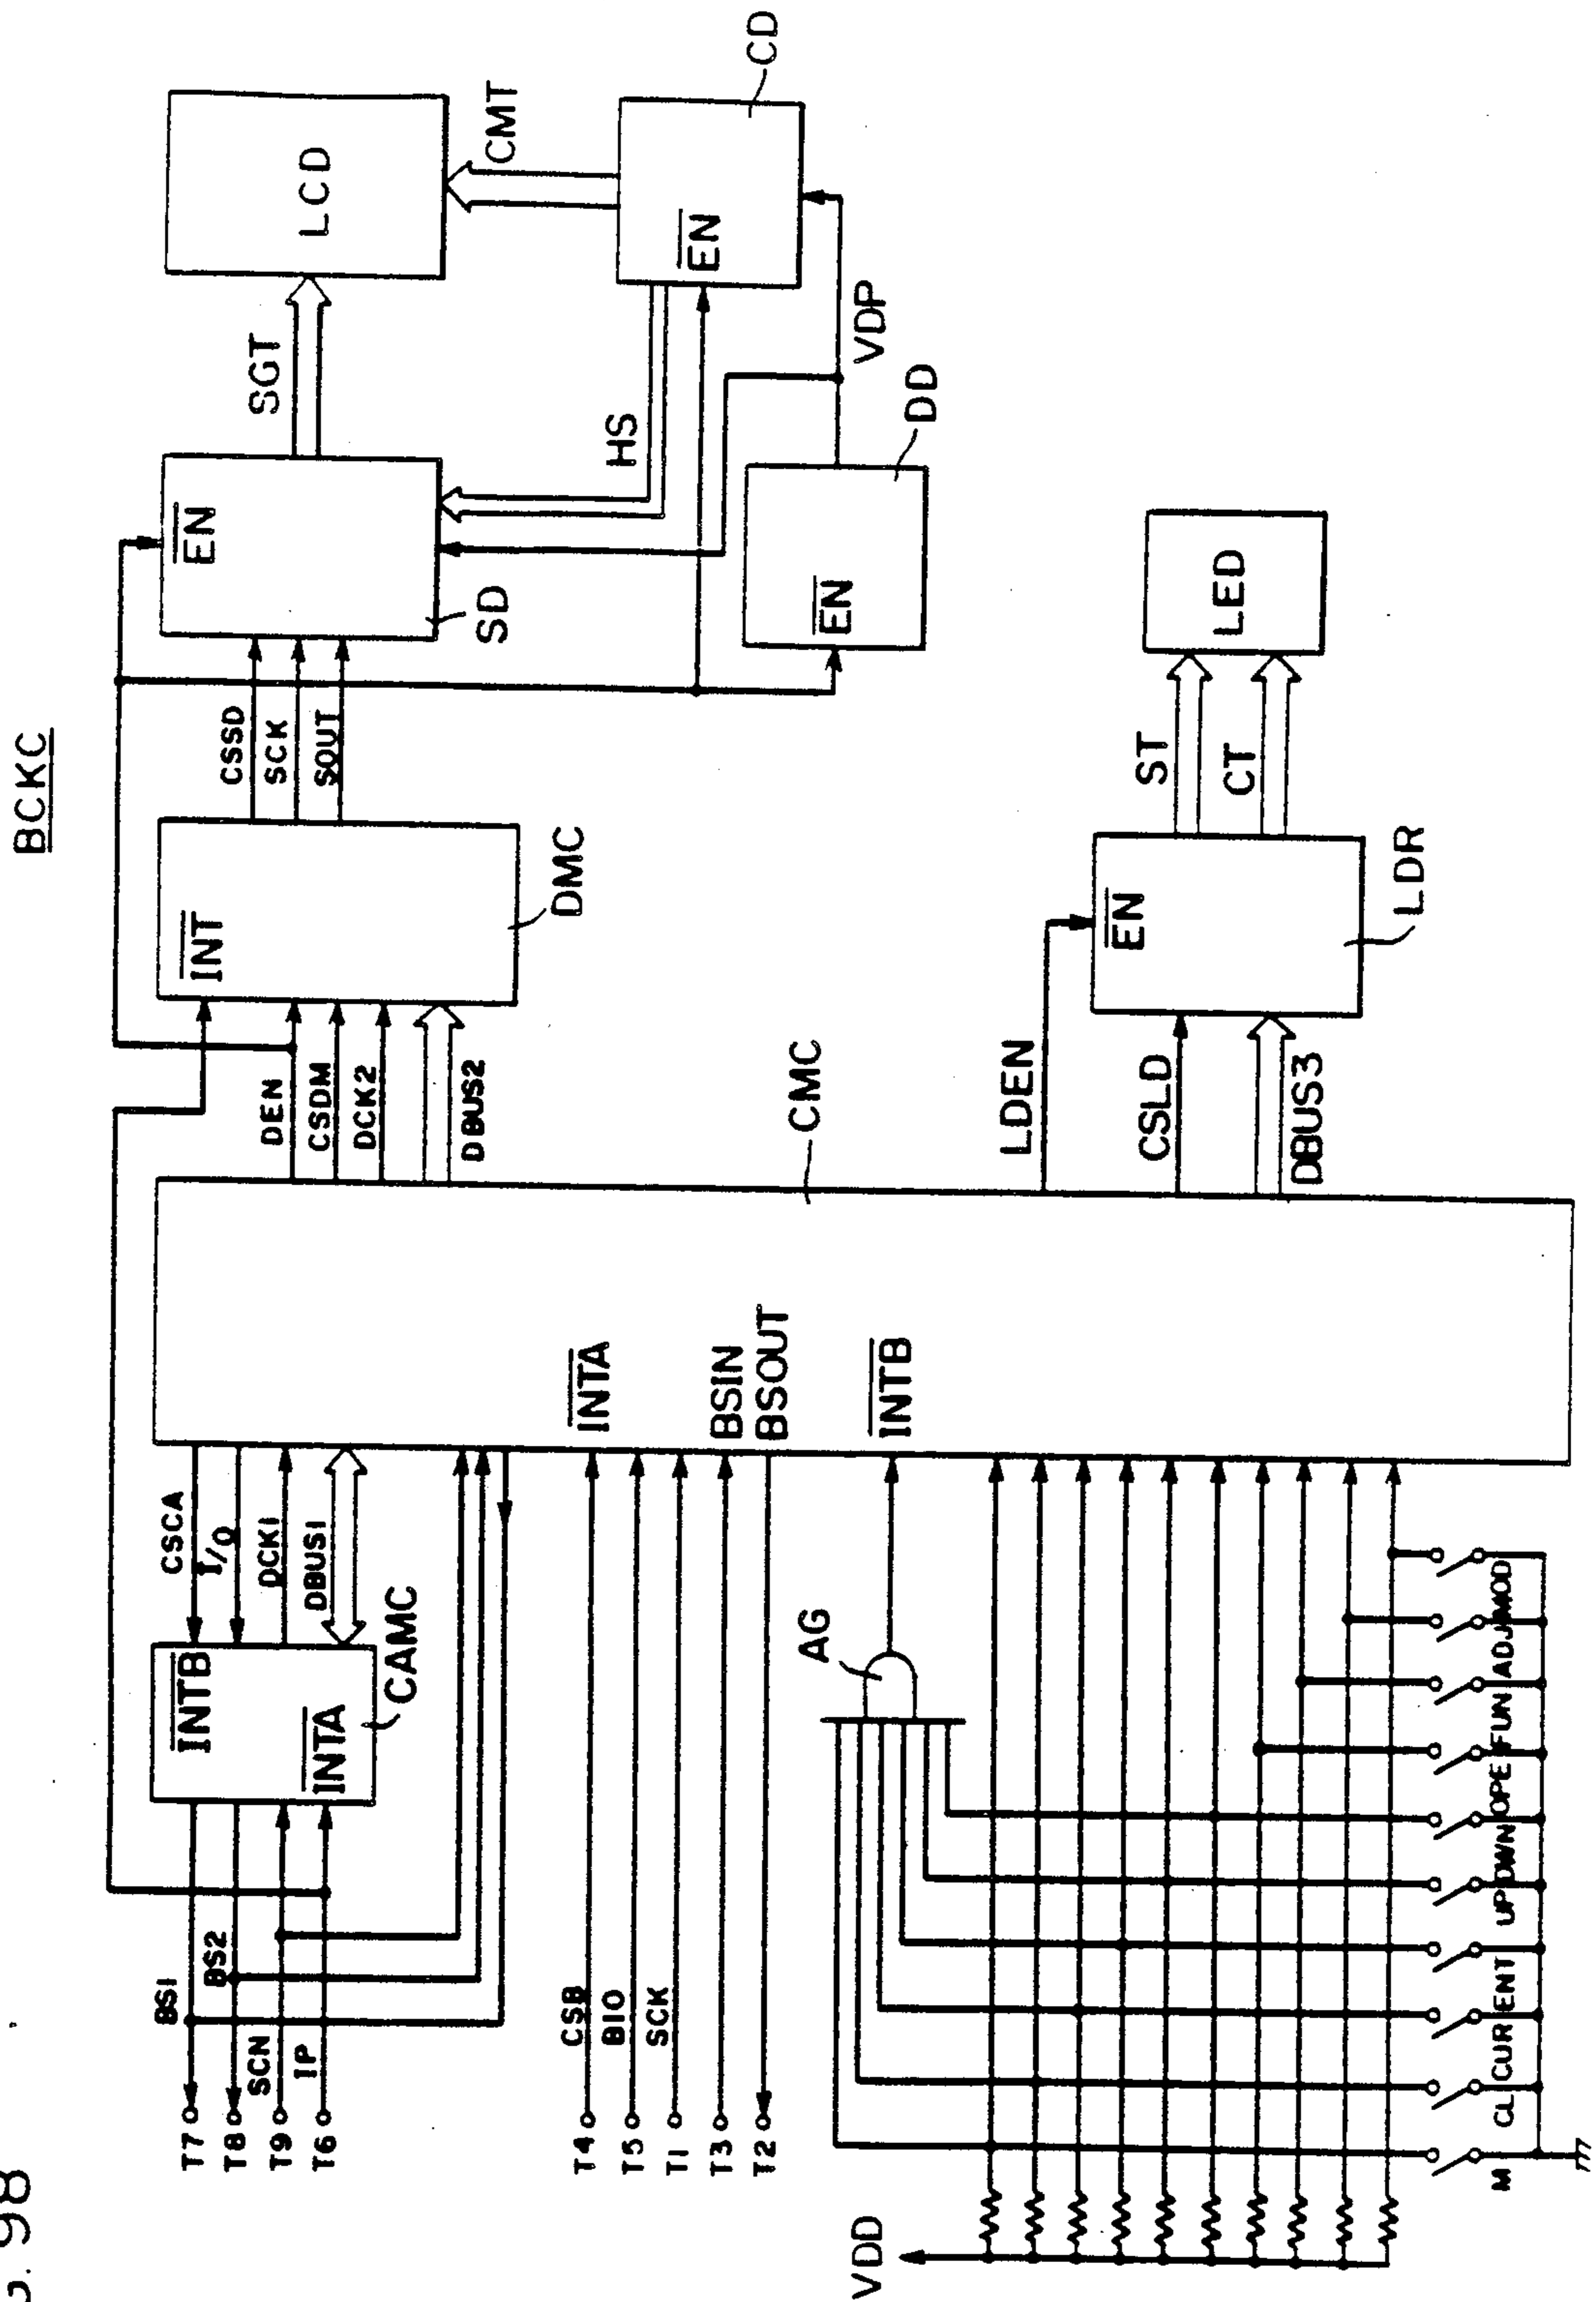 BCKC
G. 98
T7
T8
T9
T6
BS1
BS2
SCN
IP
INTB
INTA
CAMC
CSCA
I/O
DCK1
DBUS1
T4
T5
T1
T3
T2
CSB
BIO
SCK
INTA
BSIN
BSOUT
INTB
CMC
AG
VDD
M
CL
CUR
ENT
UP
DWN
OPE
FUN
ADJ
MOD
DEN
CSDM
DCK2
DBUS2
INT
DMC
CSSD
SCK
SOUT
EN
SD
SGT
LCD
CMT
HS
EN
CD
VDP
EN
DD
LDEN
CSLD
DBUS3
EN
LDR
ST
CT
LED